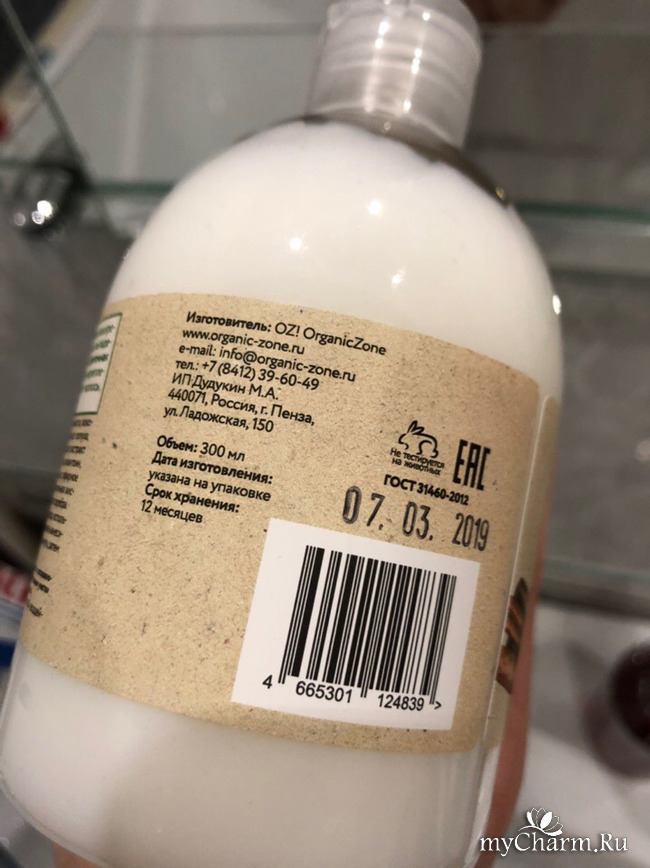 Изготовитель: OZ! OrganicZone
www.organic-zone.ru
e-mail: info@organic-zone.ru
тел.: +7 (8412) 39-60-49
ИП Дудукин М.А.
440071, Россия, г. Пенза,
ул. Ладожская, 150
Объем: 300 мл
Дата изготовления:
указана на упаковке
Срок хранения:
12 месяцев
Не тестируется
на животных
ЕАС
ГОСТ 31460-2012
07. 03. 2019
4 665301 124839 >
myCharm.Ru